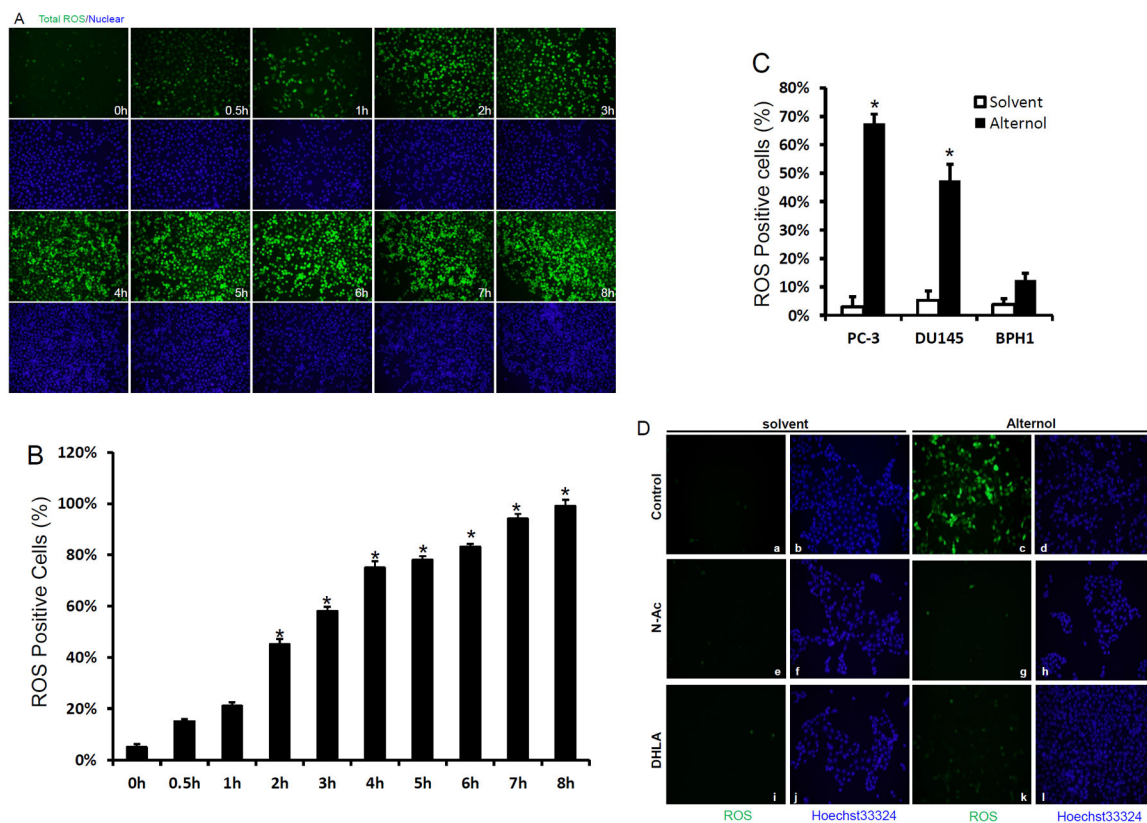 A Total ROS/Nuclear
0h 0.5h 1h 2h 3h
4h 5h 6h 7h 8h
B
ROS Positive Cells (%)
120%
100%
80%
60%
40%
20%
0%
* * * * * * *
0h 0.5h 1h 2h 3h 4h 5h 6h 7h 8h
C
ROS Positive cells (%)
80%
70%
60%
50%
40%
30%
20%
10%
0%
* *
Solvent
Alternol
PC-3 DU145 BPH1
D
solvent Alternol
Control
a b c d
N-Ac
e f g h
DHLA
i j k l
ROS Hoechst33324 ROS Hoechst33324